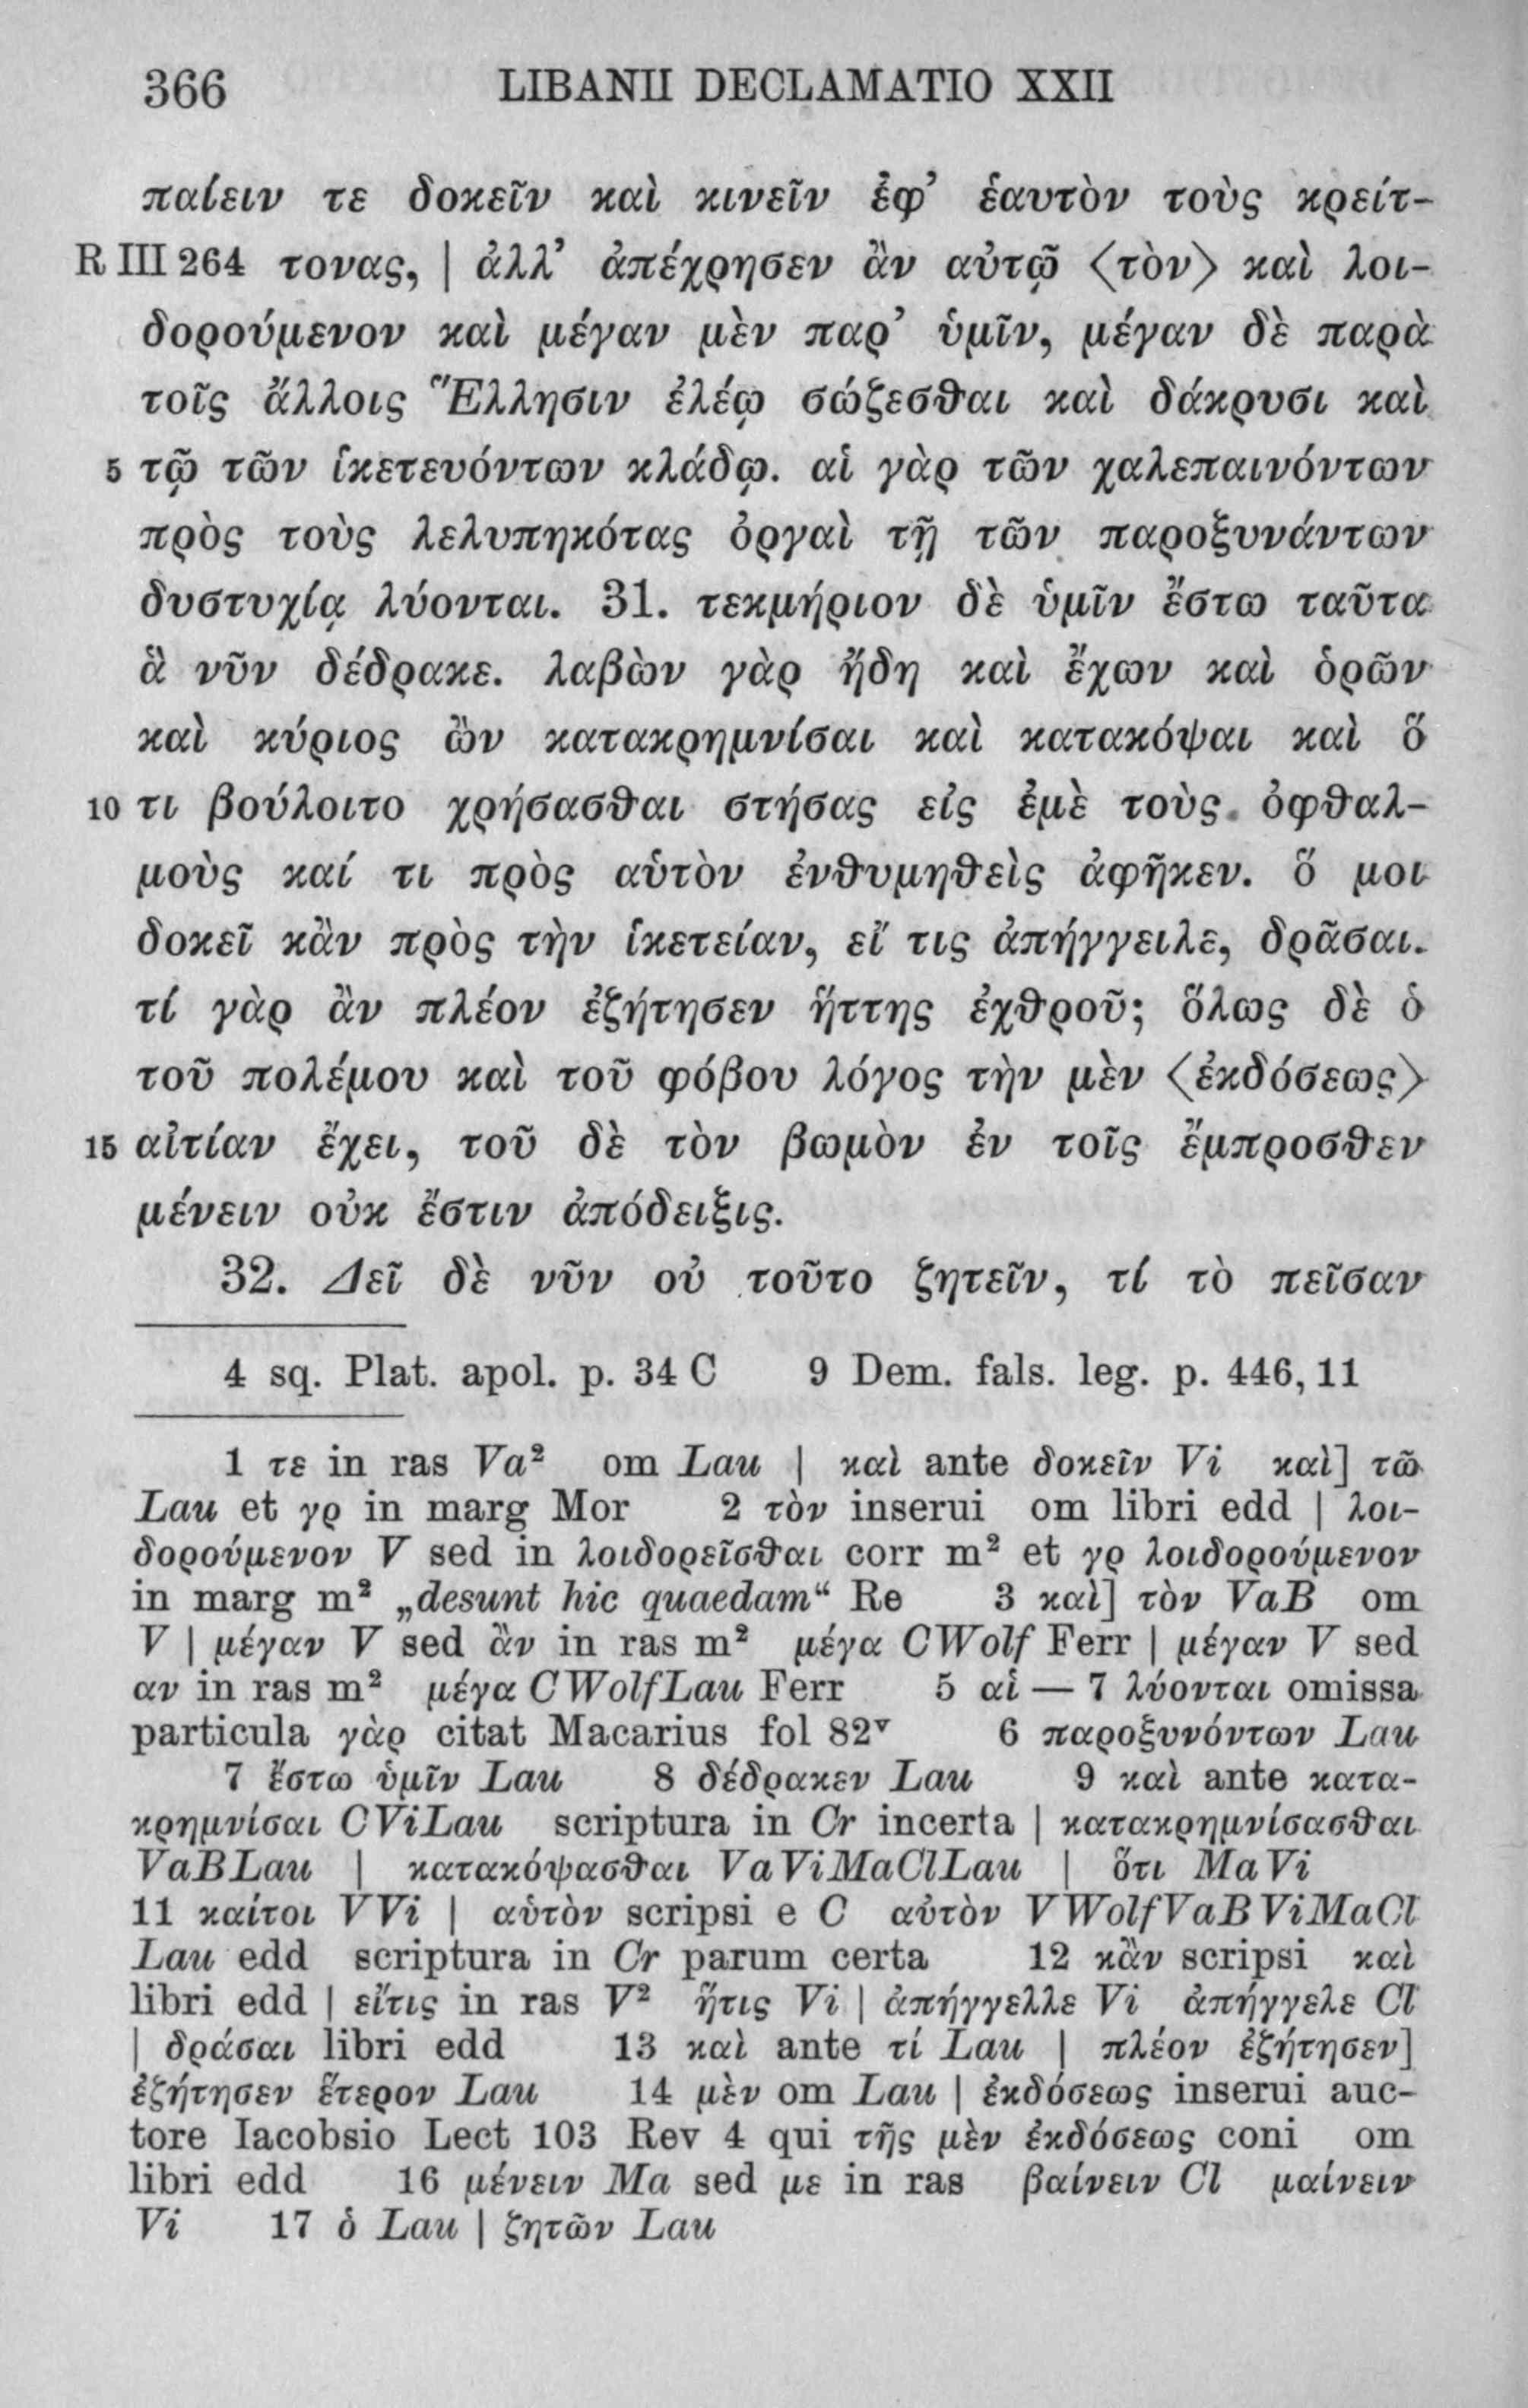 366 LIBANII DECLAMATIO XXII
παίειν τε δοκεῖν καὶ κινεῖν ἐφ’ ἑαυτὸν τοὺς κρείτ-
R III 264 τονας, | ἀλλ’ ἀπέχρησεν ἂν αὐτῷ ⟨τὸν⟩ καὶ λοι-
δορούμενον καὶ μέγαν μὲν παρ’ ὑμῖν, μέγαν δὲ παρὰ
τοῖς ἄλλοις Ἕλλησιν ἐλέῳ σώζεσθαι καὶ δάκρυσι καὶ
5 τῷ τῶν ἱκετευόντων κλάδῳ. αἱ γὰρ τῶν χαλεπαινόντων
πρὸς τοὺς λελυπηκότας ὀργαὶ τῇ τῶν παροξυνάντων
δυστυχίᾳ λύονται. 31. τεκμήριον δὲ ὑμῖν ἔστω ταῦτα
ἃ νῦν δέδρακε. λαβὼν γὰρ ἤδη καὶ ἔχων καὶ ὁρῶν
καὶ κύριος ὢν κατακρημνίσαι καὶ κατακόψαι καὶ ὅ
10 τι βούλοιτο χρήσασθαι στήσας εἰς ἐμὲ τοὺς ὀφθαλ-
μοὺς καί τι πρὸς αὑτὸν ἐνθυμηθεὶς ἀφῆκεν. ὅ μοι
δοκεῖ κἂν πρὸς τὴν ἱκετείαν, εἴ τις ἀπήγγειλε, δρᾶσαι.
τί γὰρ ἂν πλέον ἐζήτησεν ἥττης ἐχθροῦ; ὅλως δὲ ὁ
τοῦ πολέμου καὶ τοῦ φόβου λόγος τὴν μὲν ⟨ἐκδόσεως⟩
15 αἰτίαν ἔχει, τοῦ δὲ τὸν βωμὸν ἐν τοῖς ἔμπροσθεν
μένειν οὐκ ἔστιν ἀπόδειξις.
32. Δεῖ δὲ νῦν οὐ τοῦτο ζητεῖν, τί τὸ πεῖσαν
4 sq. Plat. apol. p. 34 C 9 Dem. fals. leg. p. 446, 11
1 τε in ras Va² om Lau | καὶ ante δοκεῖν Vi καὶ] τῶ
Lau et γρ in marg Mor 2 τὸν inserui om libri edd | λοι-
δορούμενον V sed in λοιδορεῖσθαι corr m² et γρ λοιδορούμενον
in marg m² „desunt hic quaedam“ Re 3 καὶ] τὸν VaB om
V | μέγαν V sed ἂν in ras m² μέγα CWolf Ferr | μέγαν V sed
αν in ras m² μέγα CWolfLau Ferr 5 αἱ — 7 λύονται omissa
particula γὰρ citat Macarius fol 82ᵛ 6 παροξυνόντων Lau
7 ἔστω ὑμῖν Lau 8 δέδρακεν Lau 9 καὶ ante κατα-
κρημνίσαι CViLau scriptura in Cr incerta | κατακρημνίσασθαι
VaBLau | κατακόψασθαι VaViMaClLau | ὅτι MaVi
11 καίτοι VVi | αὑτὸν scripsi e C αὐτὸν VWolfVaBViMaCl
Lau edd scriptura in Cr parum certa 12 κἂν scripsi καὶ
libri edd | εἴτις in ras V² ἥτις Vi | ἀπήγγελλε Vi ἀπήγγελε Cl
| δράσαι libri edd 13 καὶ ante τί Lau | πλέον ἐζήτησεν]
ἐζήτησεν ἕτερον Lau 14 μὲν om Lau | ἐκδόσεως inserui auc-
tore Iacobsio Lect 103 Rev 4 qui τῆς μὲν ἐκδόσεως coni om
libri edd 16 μένειν Ma sed με in ras βαίνειν Cl μαίνειν
Vi 17 ὁ Lau | ζητῶν Lau